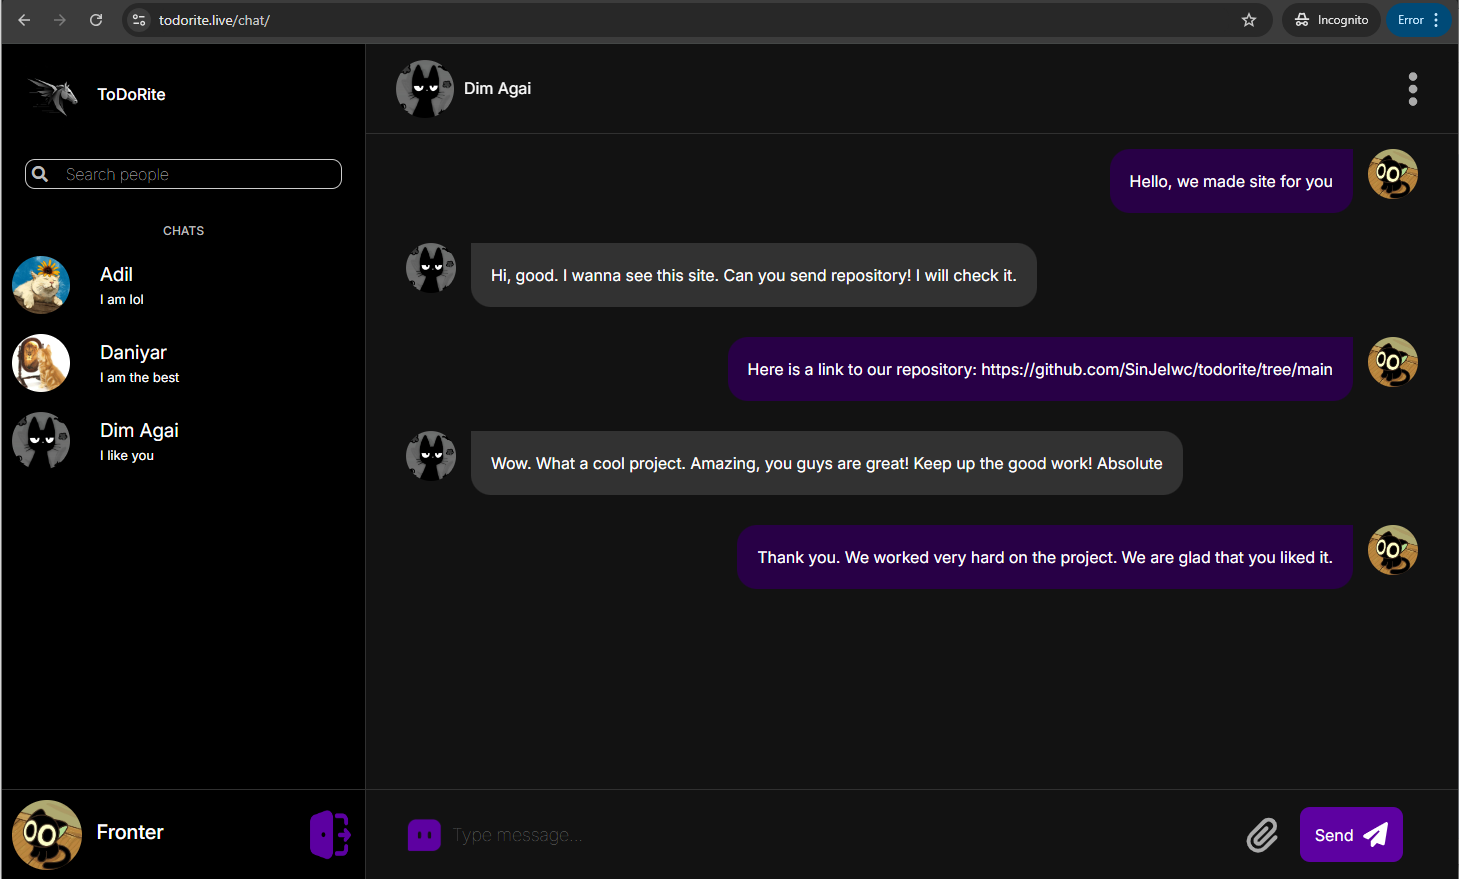 todorite.live/chat/
Incognito
Error
ToDoRite
Search people
CHATS
Adil
I am lol
Daniyar
I am the best
Dim Agai
I like you
Fronter
Dim Agai
Hello, we made site for you
Hi, good. I wanna see this site. Can you send repository! I will check it.
Here is a link to our repository: https://github.com/SinJelwc/todorite/tree/main
Wow. What a cool project. Amazing, you guys are great! Keep up the good work! Absolute
Thank you. We worked very hard on the project. We are glad that you liked it.
Type message...
Send